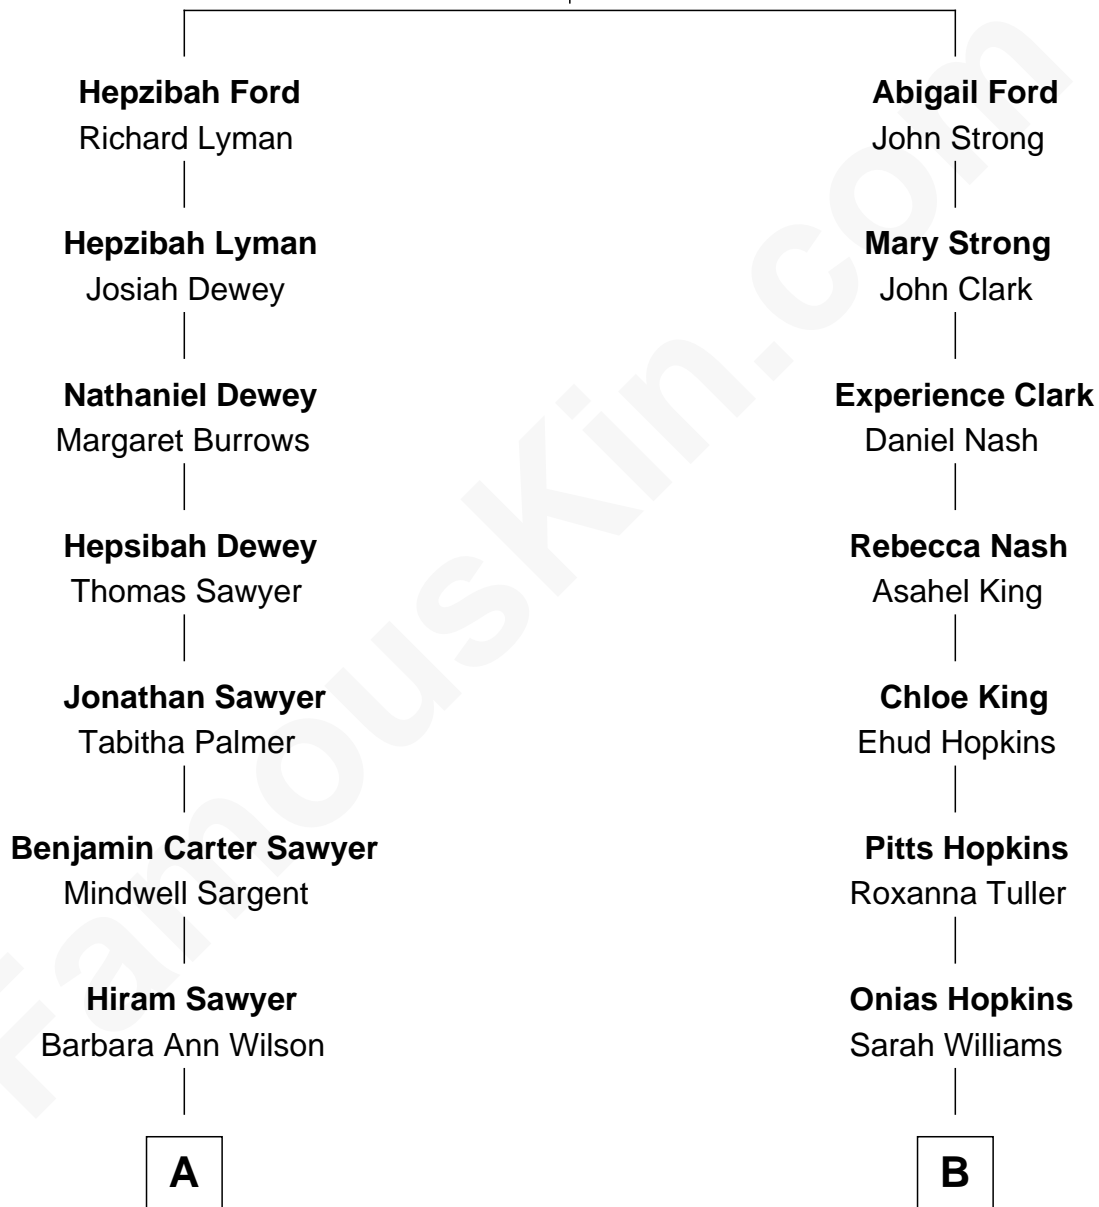 Hepzibah Ford
Richard Lyman
Hepzibah Lyman
Josiah Dewey
Nathaniel Dewey
Margaret Burrows
Hepsibah Dewey
Thomas Sawyer
Jonathan Sawyer
Tabitha Palmer
Benjamin Carter Sawyer
Mindwell Sargent
Hiram Sawyer
Barbara Ann Wilson
A
Abigail Ford
John Strong
Mary Strong
John Clark
Experience Clark
Daniel Nash
Rebecca Nash
Asahel King
Chloe King
Ehud Hopkins
Pitts Hopkins
Roxanna Tuller
Onias Hopkins
Sarah Williams
B
FamousKin.com